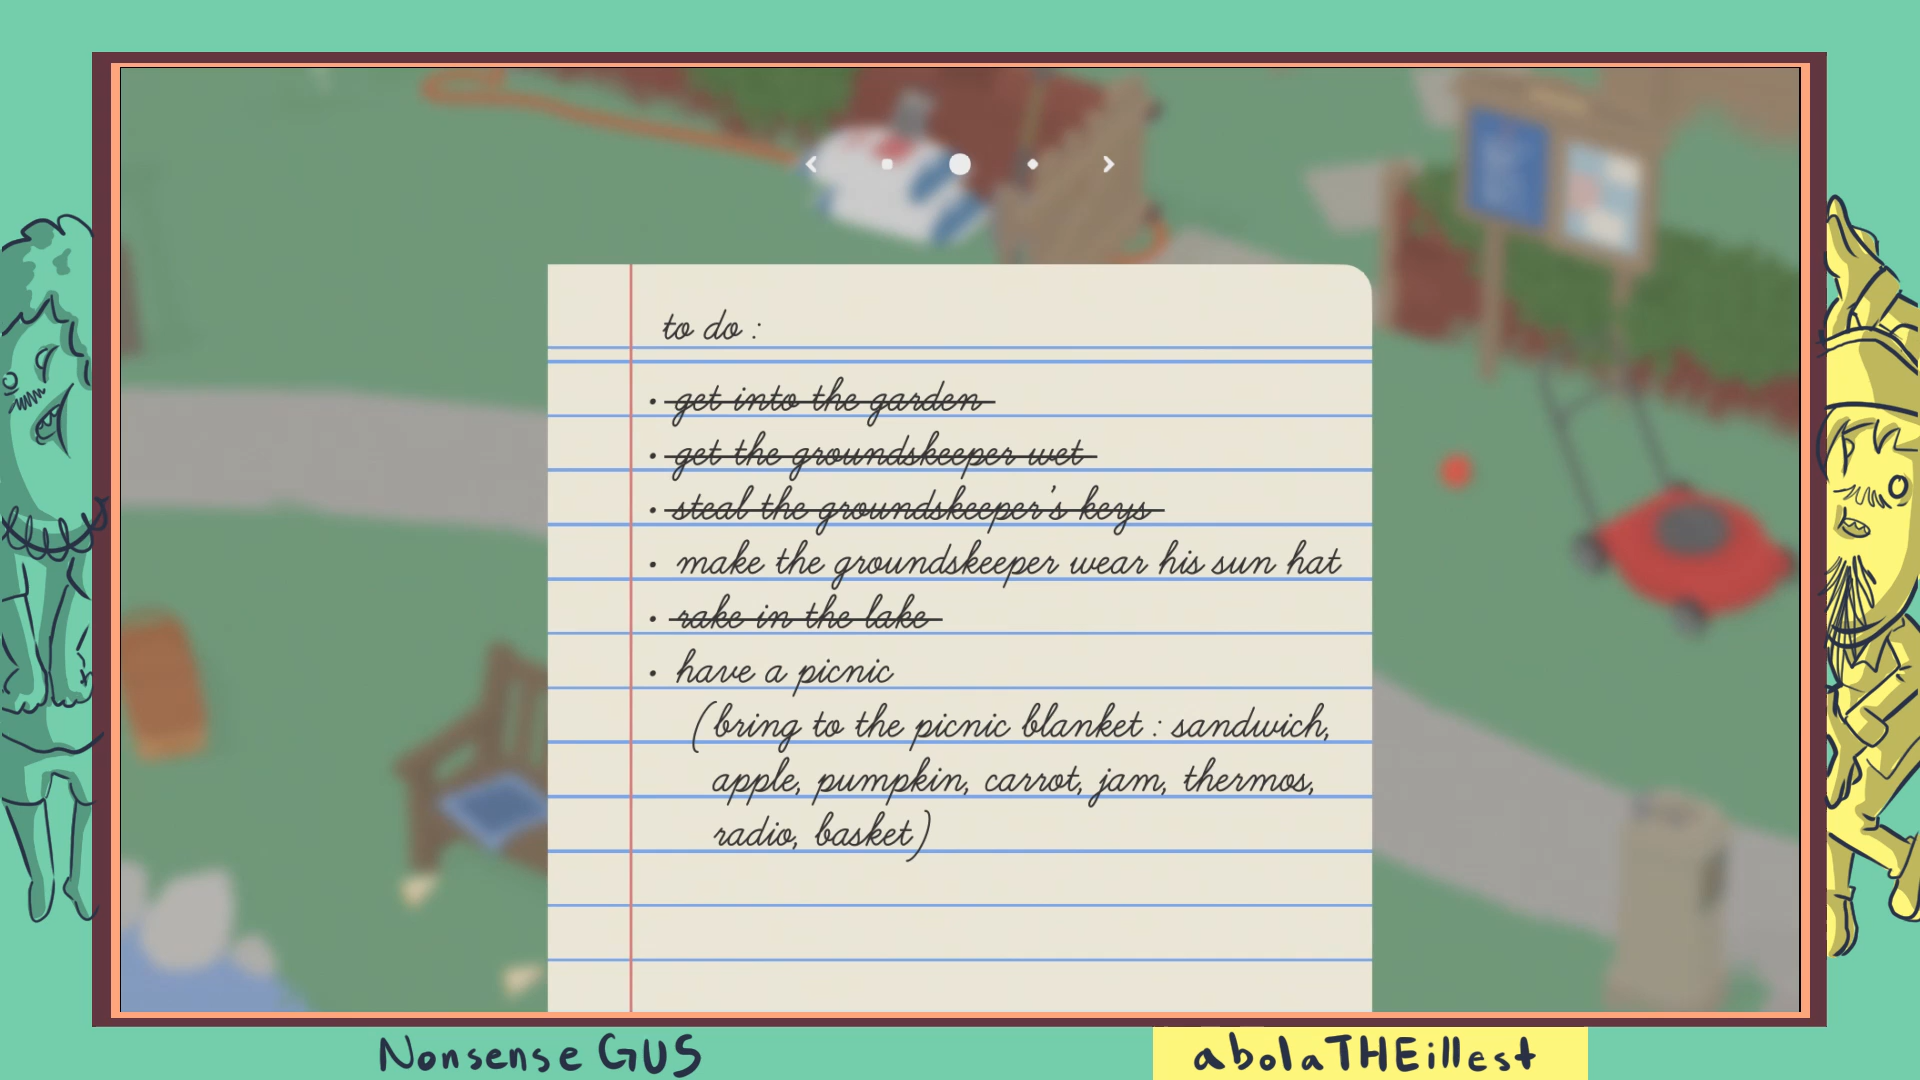 to do :
• get into the garden
• get the groundskeeper wet
• steal the groundskeeper's keys
• make the groundskeeper wear his sun hat
• rake in the lake
• have a picnic
(bring to the picnic blanket : sandwich,
apple, pumpkin, carrot, jam, thermos,
radio, basket)
Nonsense GUS
abolaTHEillest